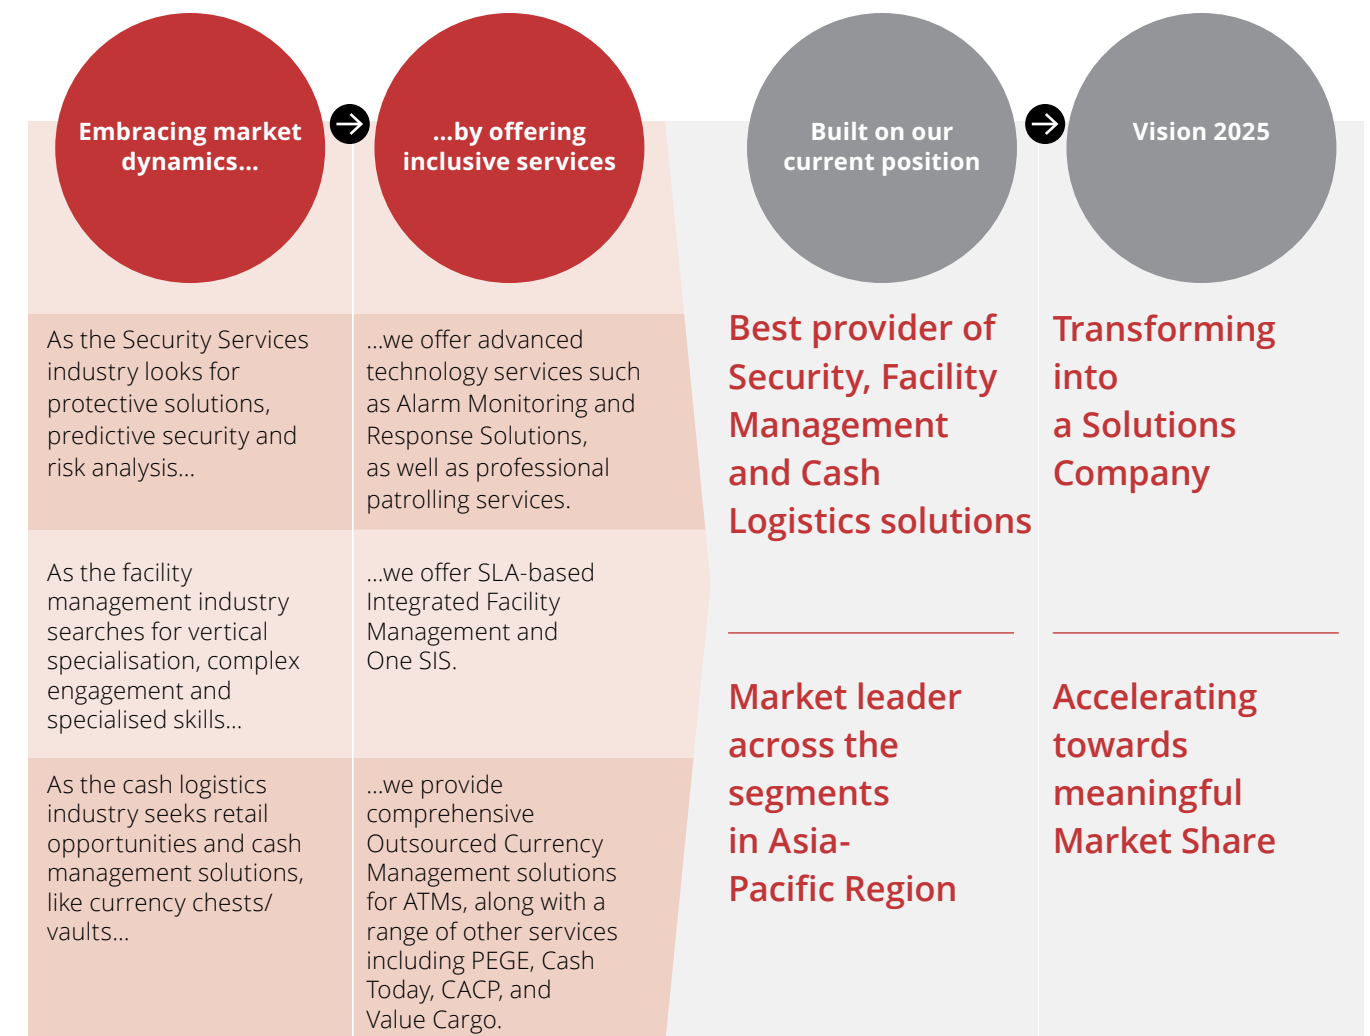 Embracing market
dynamics...
...by offering
inclusive services
Built on our
current position
Vision 2025
As the Security Services
industry looks for
protective solutions,
predictive security and
risk analysis...
...we offer advanced
technology services such
as Alarm Monitoring and
Response Solutions,
as well as professional
patrolling services.
As the facility
management industry
searches for vertical
specialisation, complex
engagement and
specialised skills...
...we offer SLA-based
Integrated Facility
Management and
One SIS.
As the cash logistics
industry seeks retail
opportunities and cash
management solutions,
like currency chests/
vaults...
...we provide
comprehensive
Outsourced Currency
Management solutions
for ATMs, along with a
range of other services
including PEGE, Cash
Today, CACP, and
Value Cargo.
Best provider of
Security, Facility
Management
and Cash
Logistics solutions
Transforming
into
a Solutions
Company
Market leader
across the
segments
in Asia-
Pacific Region
Accelerating
towards
meaningful
Market Share